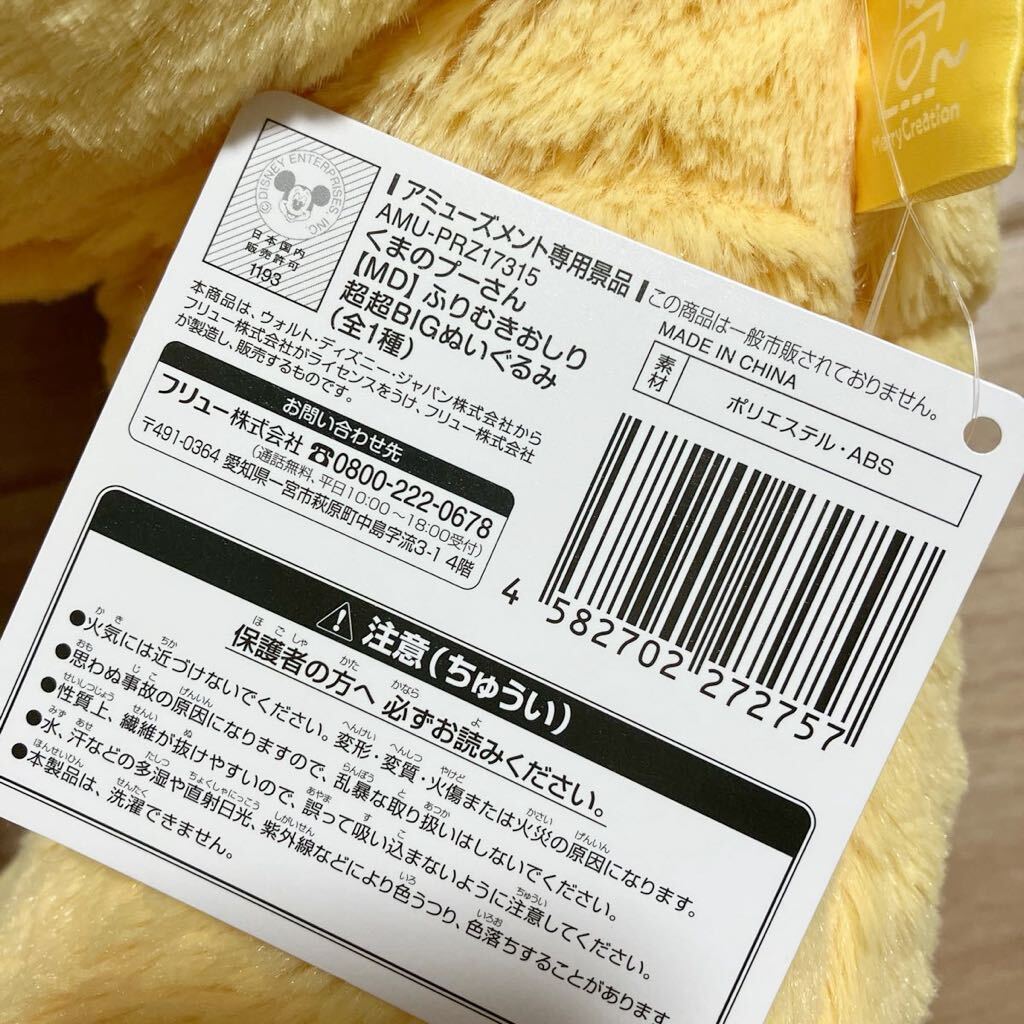 MerryCreation
©DISNEY ENTERPRISES, INC.
日本国内
販売許可
1193
アミューズメント専用景品
AMU-PRZ17315
くまのプーさん
【MD】ふりむきおしり
超超BIGぬいぐるみ
(全1種)
この商品は一般市販されておりません。
MADE IN CHINA
素材
ポリエステル・ABS
本商品は、ウォルト・ディズニー・ジャパン株式会社から
フリュー株式会社がライセンスをうけ、フリュー株式会社
が製造し、販売するものです。
お問い合わせ先
フリュー株式会社 ☎0800-222-0678
(通話無料、平日10:00~18:00受付)
〒491-0364 愛知県一宮市萩原町中島字流3-1 4階
4 582702 272757
注意(ちゅうい)
保護者の方へ 必ずお読みください。
●火気には近づけないでください。変形・変質・火傷または火災の原因になります。
●思わぬ事故の原因になりますので、乱暴な取り扱いはしないでください。
●性質上、繊維が抜けやすいので、誤って吸い込まないように注意してください。
●水、汗などの多湿や直射日光、紫外線などにより色うつり、色落ちすることがあります
●本製品は、洗濯できません。